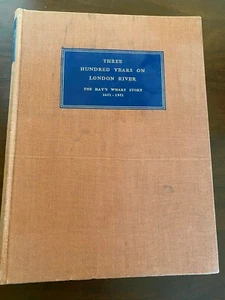 THREE
HUNDRED YEARS ON
LONDON RIVER
THE HAY'S WHARF STORY
1651–1951